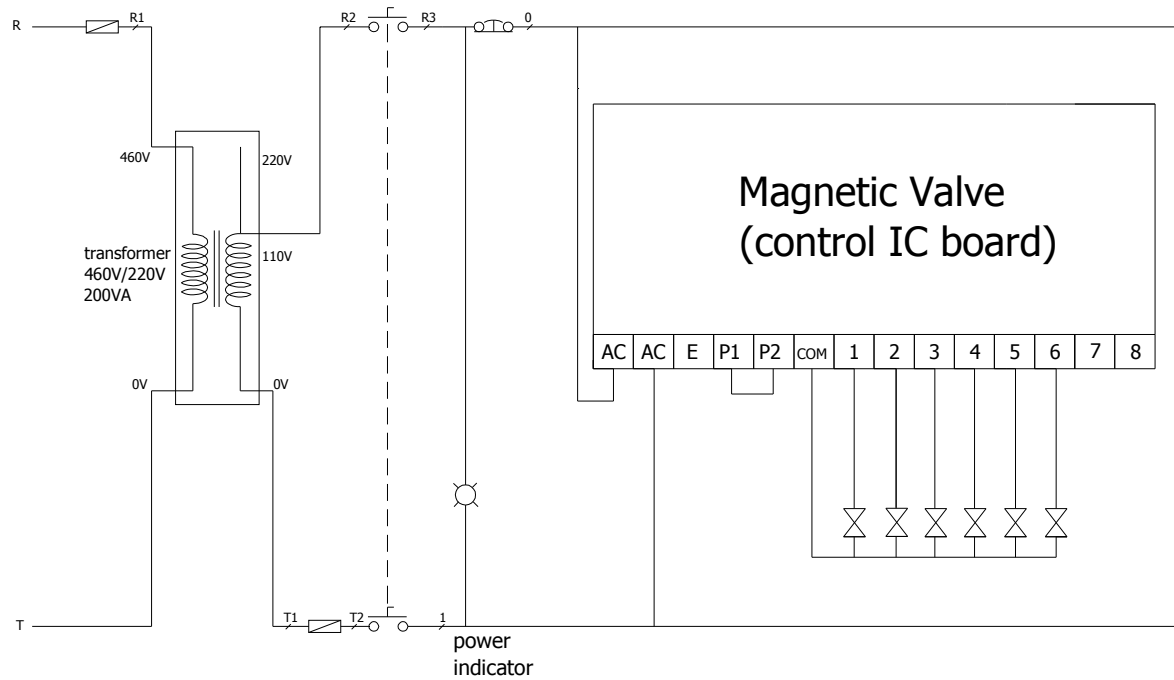 R
R1
R2
R3
0
460V
220V
transformer
460V/220V
200VA
110V
0V
0V
Magnetic Valve
(control IC board)
AC AC E P1 P2 COM 1 2 3 4 5 6 7 8
T
T1
T2
1
power
indicator